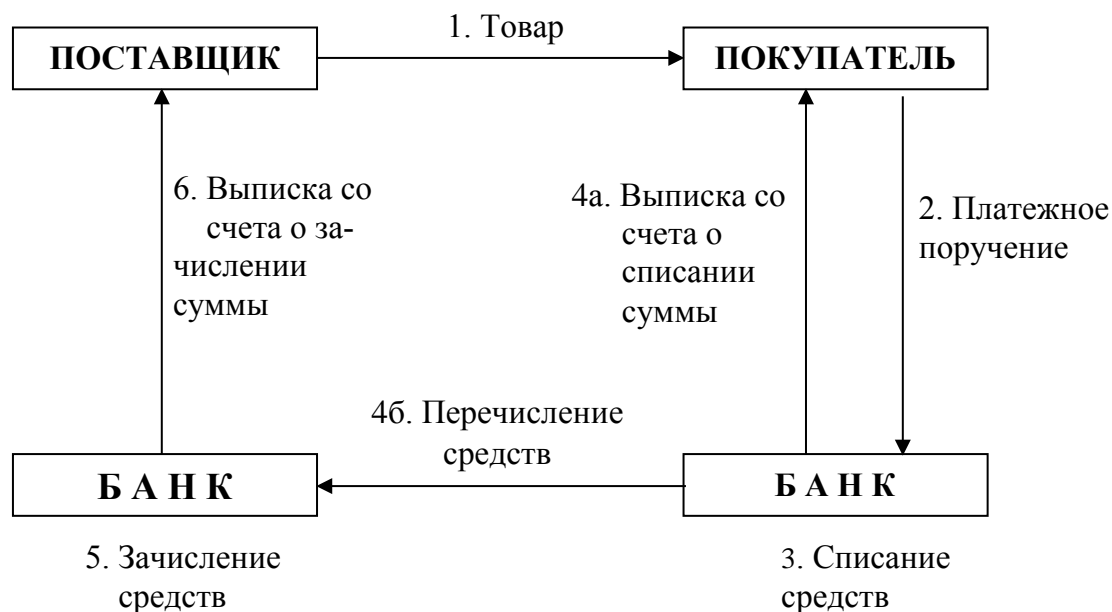 1. Товар
ПОСТАВЩИК
ПОКУПАТЕЛЬ
6. Выписка со
счета о за-
числении
суммы
4а. Выписка со
счета о
списании
суммы
2. Платежное
поручение
4б. Перечисление
средств
Б А Н К
Б А Н К
5. Зачисление
средств
3. Списание
средств